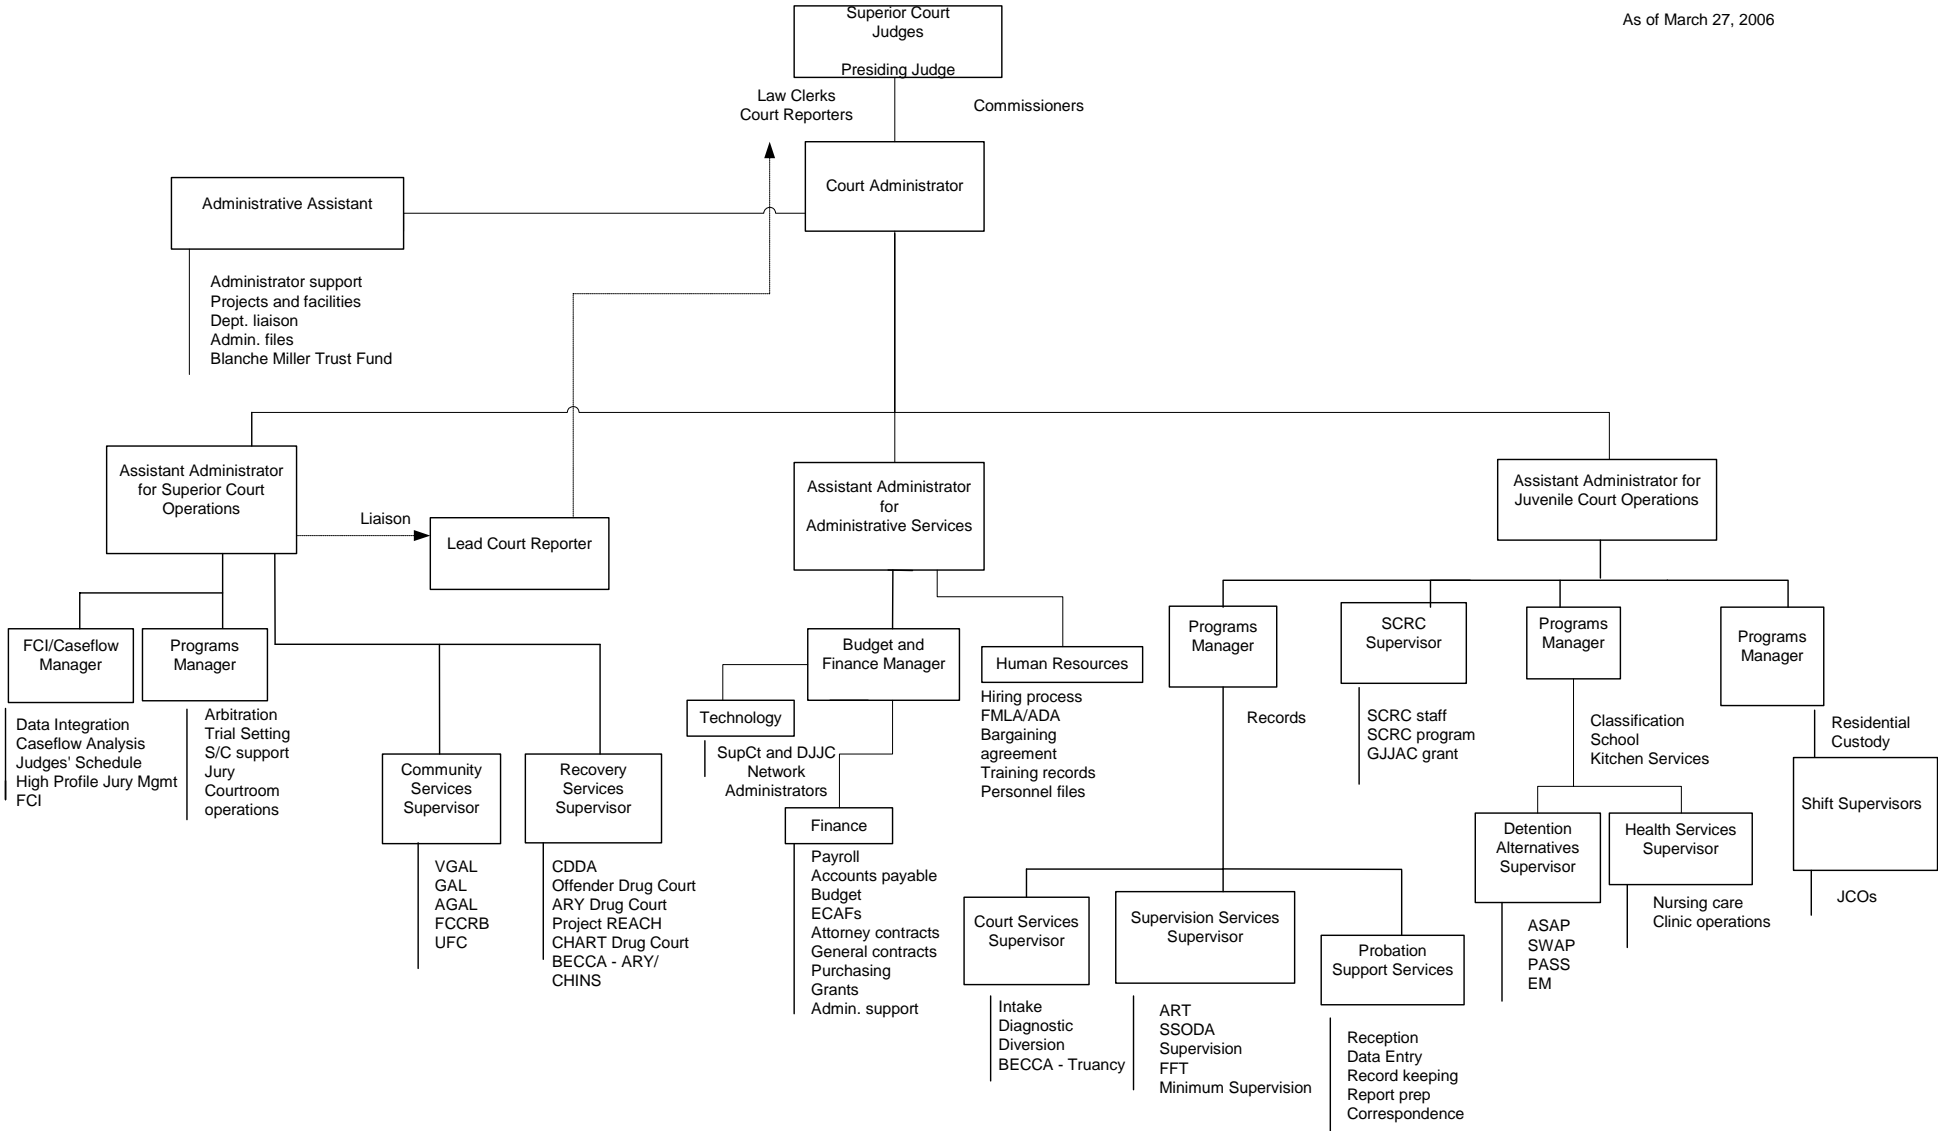 As of March 27, 2006
Superior Court
Judges
Presiding Judge
Law Clerks
Court Reporters
Commissioners
Court Administrator
Administrative Assistant
Administrator support
Projects and facilities
Dept. liaison
Admin. files
Blanche Miller Trust Fund
Assistant Administrator
for Superior Court
Operations
Liaison
Lead Court Reporter
Assistant Administrator
for
Administrative Services
Assistant Administrator for
Juvenile Court Operations
FCI/Caseflow
Manager
Data Integration
Caseflow Analysis
Judges' Schedule
High Profile Jury Mgmt
FCI
Programs
Manager
Arbitration
Trial Setting
S/C support
Jury
Courtroom
operations
Community
Services
Supervisor
VGAL
GAL
AGAL
FCCRB
UFC
Recovery
Services
Supervisor
CDDA
Offender Drug Court
ARY Drug Court
Project REACH
CHART Drug Court
BECCA - ARY/
CHINS
Budget and
Finance Manager
Technology
SupCt and DJJC
Network
Administrators
Finance
Payroll
Accounts payable
Budget
ECAFs
Attorney contracts
General contracts
Purchasing
Grants
Admin. support
Human Resources
Hiring process
FMLA/ADA
Bargaining
agreement
Training records
Personnel files
Programs
Manager
Records
Court Services
Supervisor
Intake
Diagnostic
Diversion
BECCA - Truancy
Supervision Services
Supervisor
ART
SSODA
Supervision
FFT
Minimum Supervision
Probation
Support Services
Reception
Data Entry
Record keeping
Report prep
Correspondence
SCRC
Supervisor
SCRC staff
SCRC program
GJJAC grant
Programs
Manager
Classification
School
Kitchen Services
Detention
Alternatives
Supervisor
ASAP
SWAP
PASS
EM
Health Services
Supervisor
Nursing care
Clinic operations
Programs
Manager
Residential
Custody
Shift Supervisors
JCOs